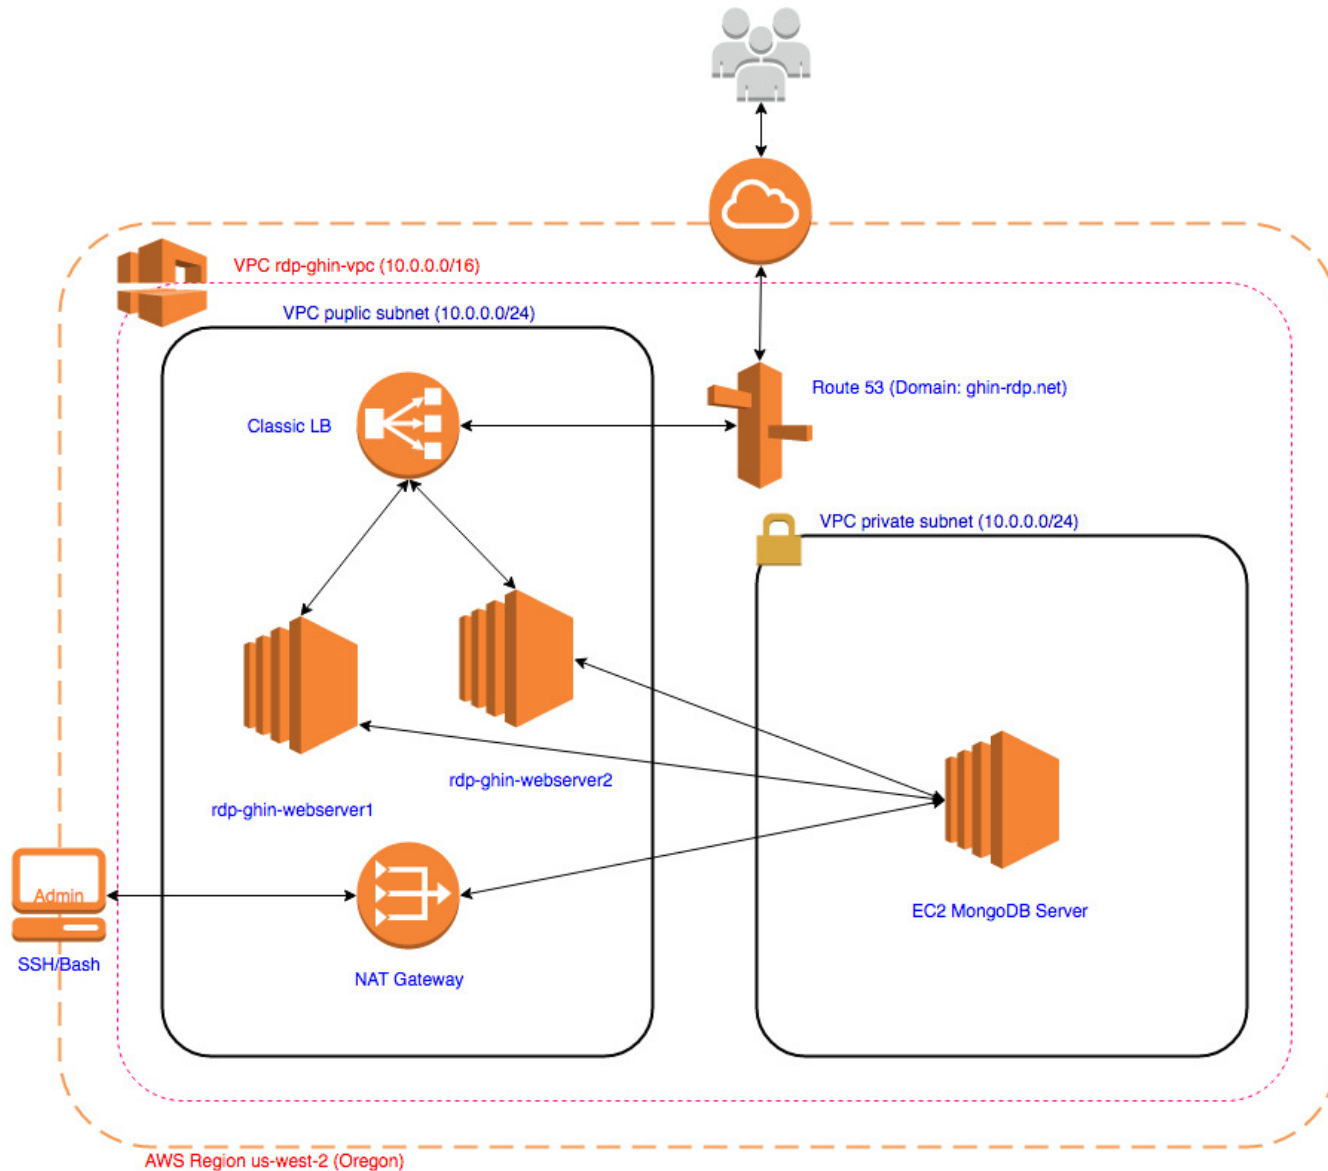 VPC rdp-ghin-vpc (10.0.0.0/16)
VPC puplic subnet (10.0.0.0/24)
Route 53 (Domain: ghin-rdp.net)
Classic LB
VPC private subnet (10.0.0.0/24)
rdp-ghin-webserver2
rdp-ghin-webserver1
Admin
EC2 MongoDB Server
SSH/Bash
NAT Gateway
AWS Region us-west-2 (Oregon)